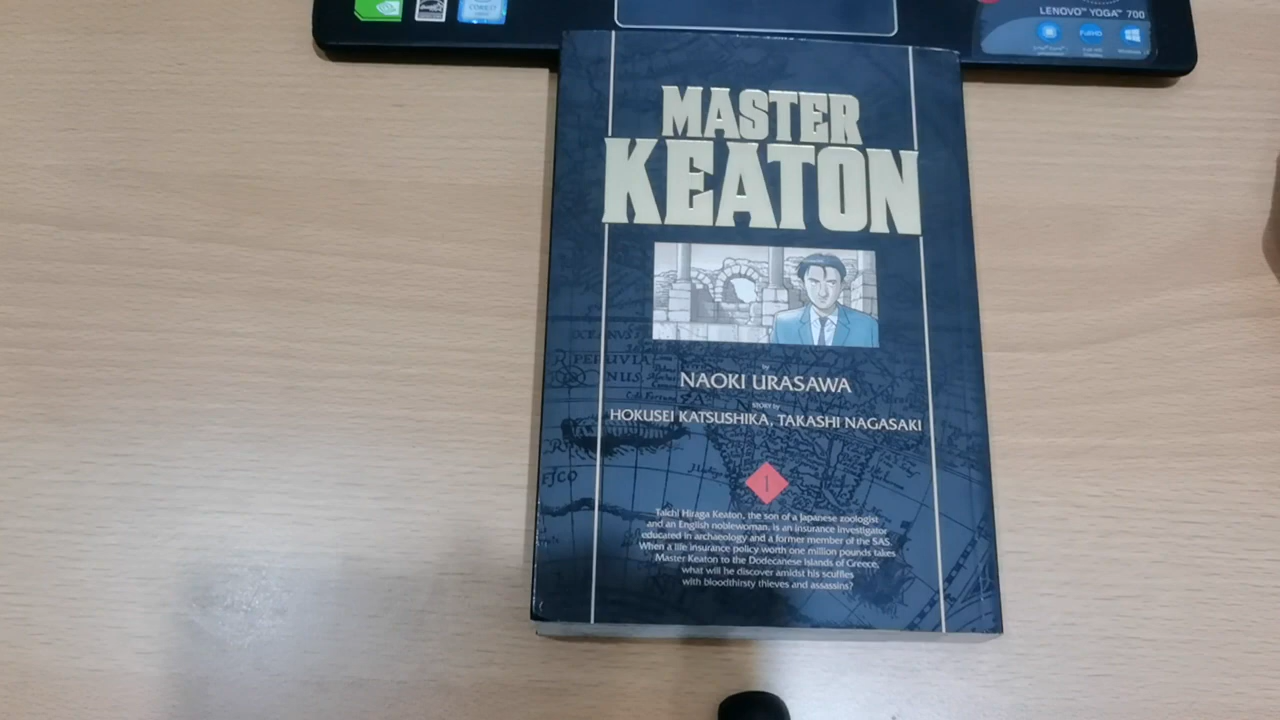 LENOVO™ YOGA™ 700
MASTER
KEATON
by
NAOKI URASAWA
STORY by
HOKUSEI KATSUSHIKA, TAKASHI NAGASAKI
1
Taichi Hiraga Keaton, the son of a Japanese zoologist
and an English noblewoman, is an insurance investigator
educated in archaeology and a former member of the SAS.
When a life insurance policy worth one million pounds takes
Master Keaton to the Dodecanese Islands of Greece,
what will he discover amidst his scuffles
with bloodthirsty thieves and assassins?
OCEANUS
PERUVIA
NUS